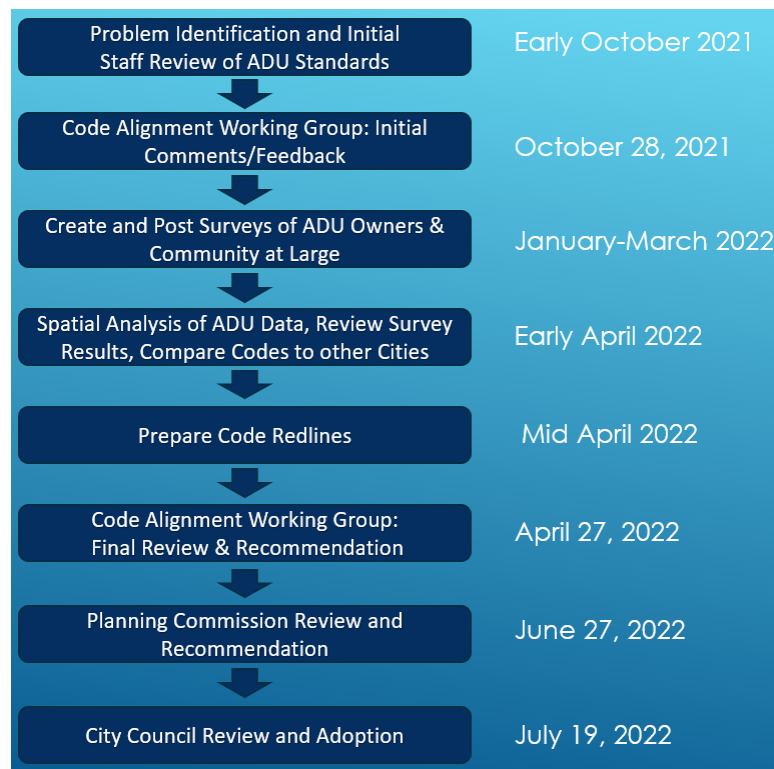 Problem Identification and Initial
Staff Review of ADU Standards
Early October 2021
Code Alignment Working Group: Initial
Comments/Feedback
October 28, 2021
Create and Post Surveys of ADU Owners &
Community at Large
January-March 2022
Spatial Analysis of ADU Data, Review Survey
Results, Compare Codes to other Cities
Early April 2022
Prepare Code Redlines
Mid April 2022
Code Alignment Working Group:
Final Review & Recommendation
April 27, 2022
Planning Commission Review and
Recommendation
June 27, 2022
City Council Review and Adoption
July 19, 2022